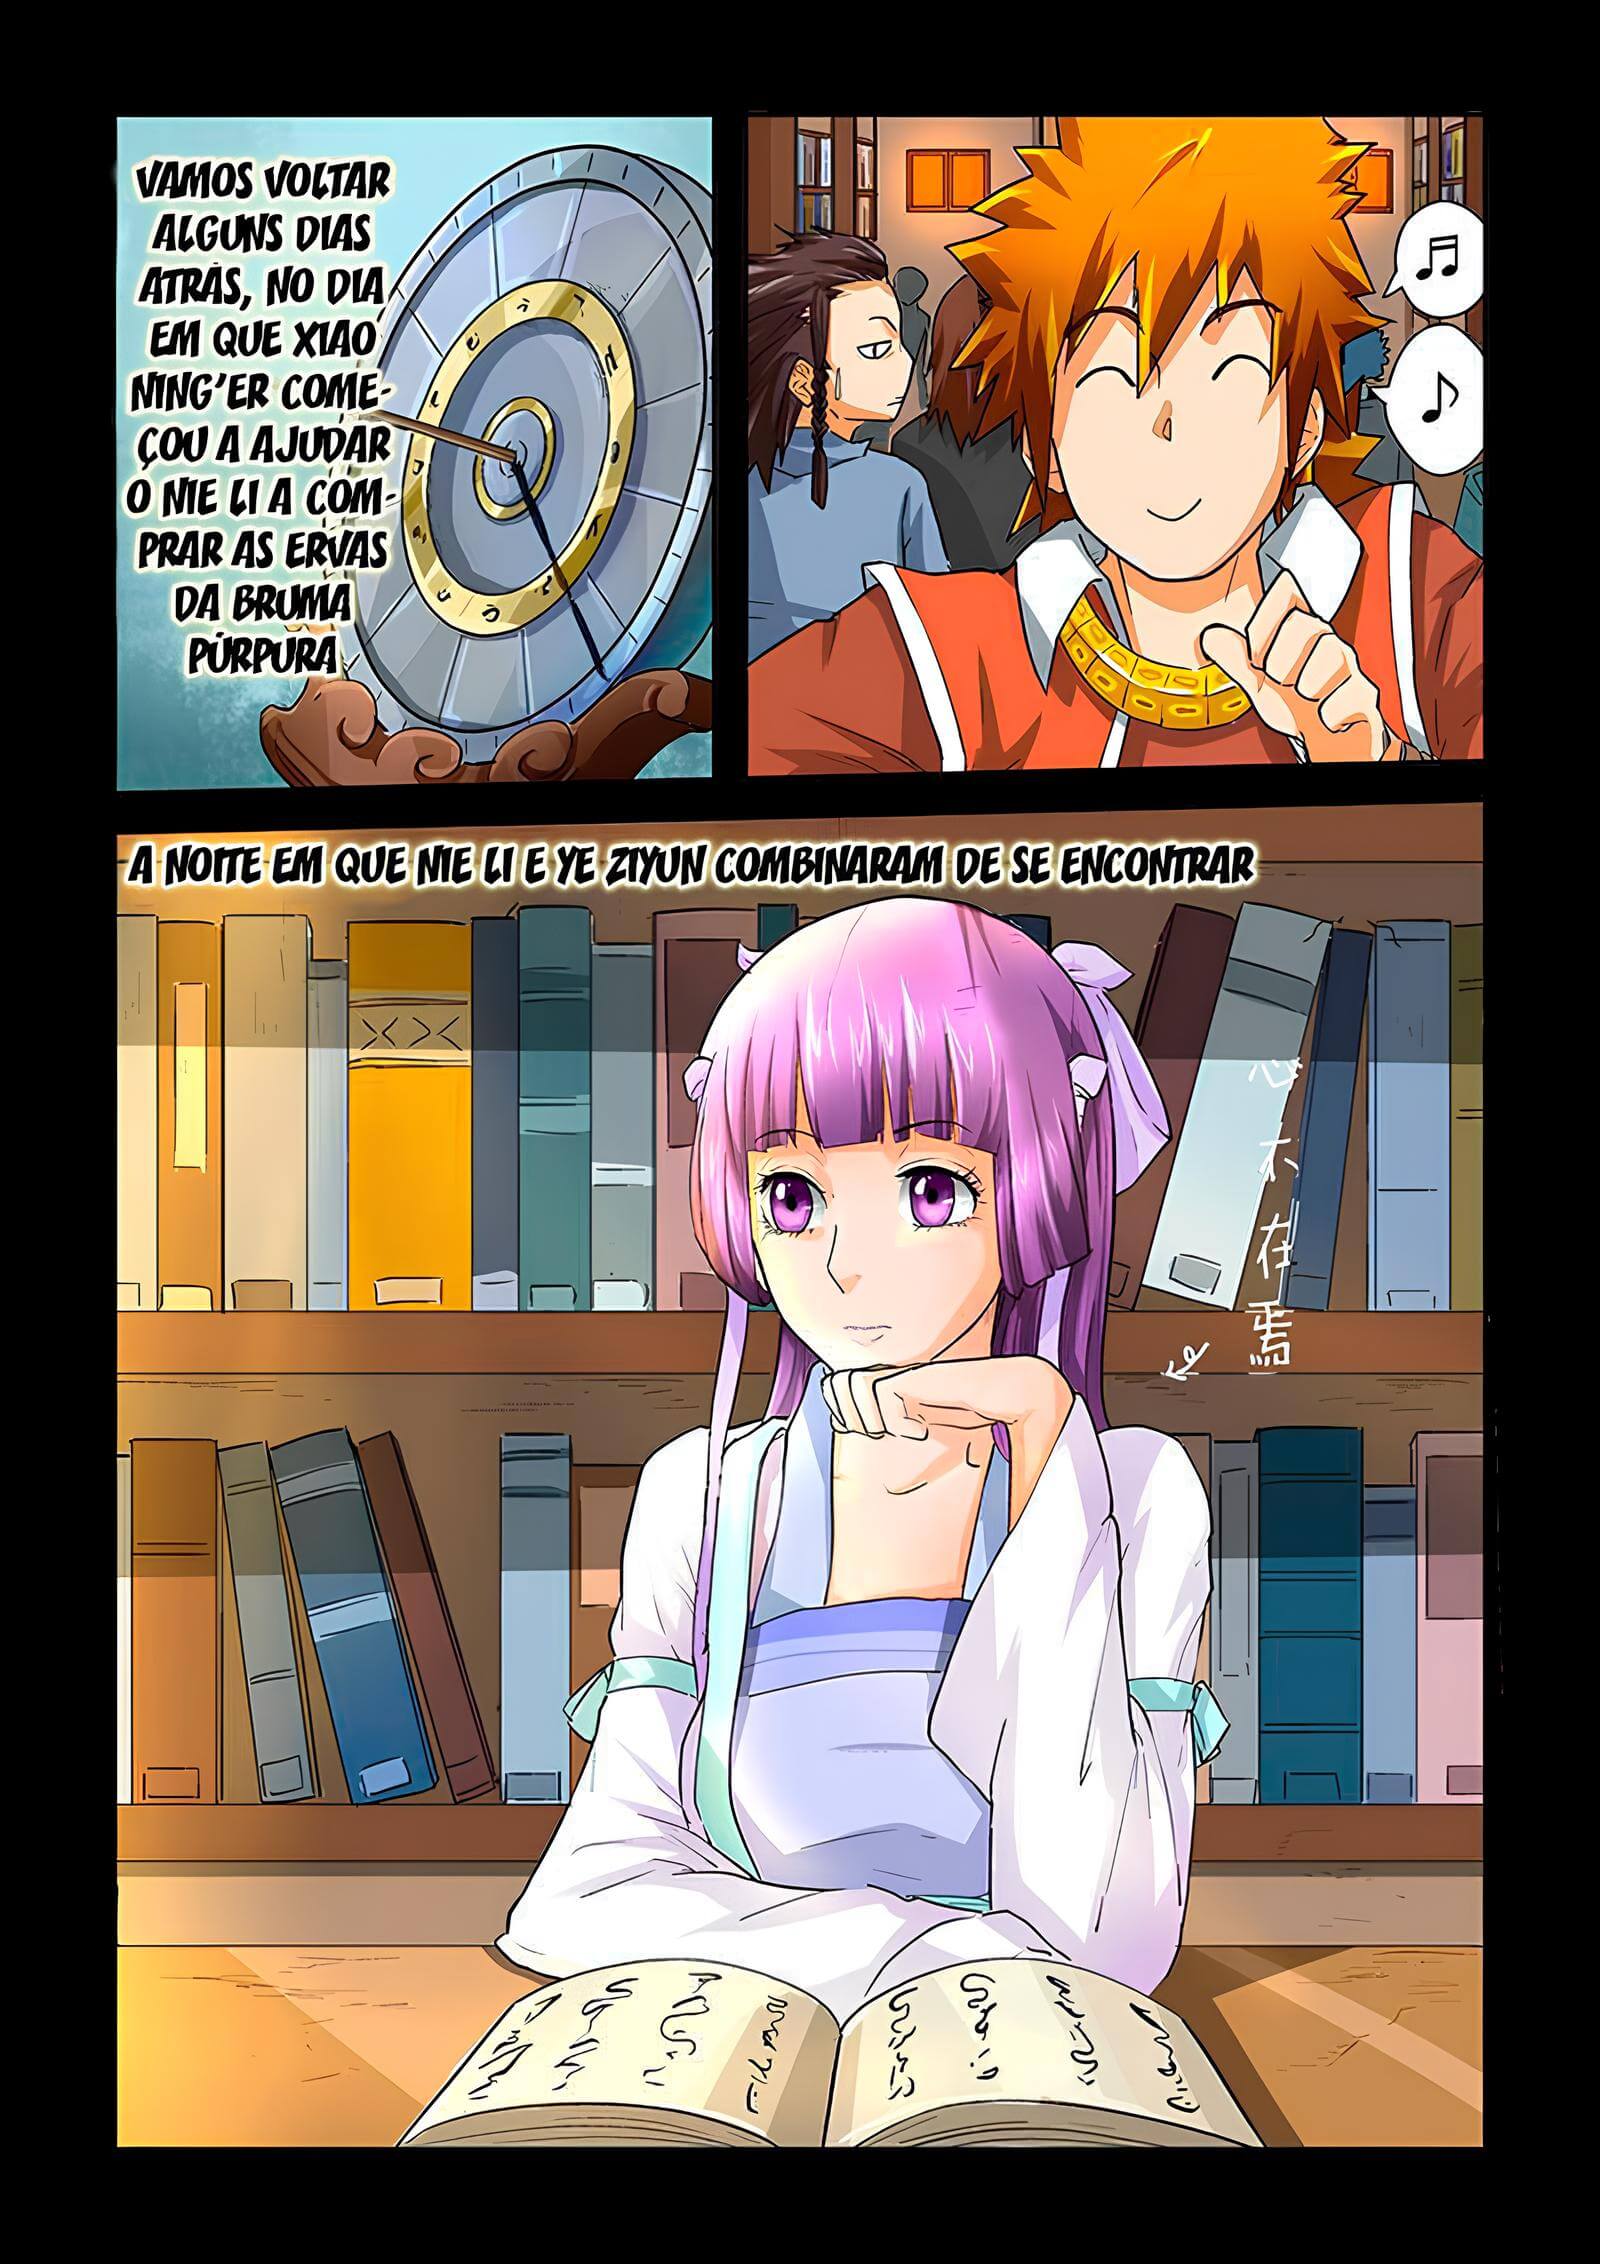 VAMOS VOLTAR
ALGUNS DIAS
ATRÁS, NO DIA
EM QUE XIAO
NING'ER COME-
ÇOU A AJUDAR
O NIE LI A COM-
PRAR AS ERVAS
DA BRUMA
PÚRPURA
A NOITE EM QUE NIE LI E YE ZIYUN COMBINARAM DE SE ENCONTRAR
心不在焉